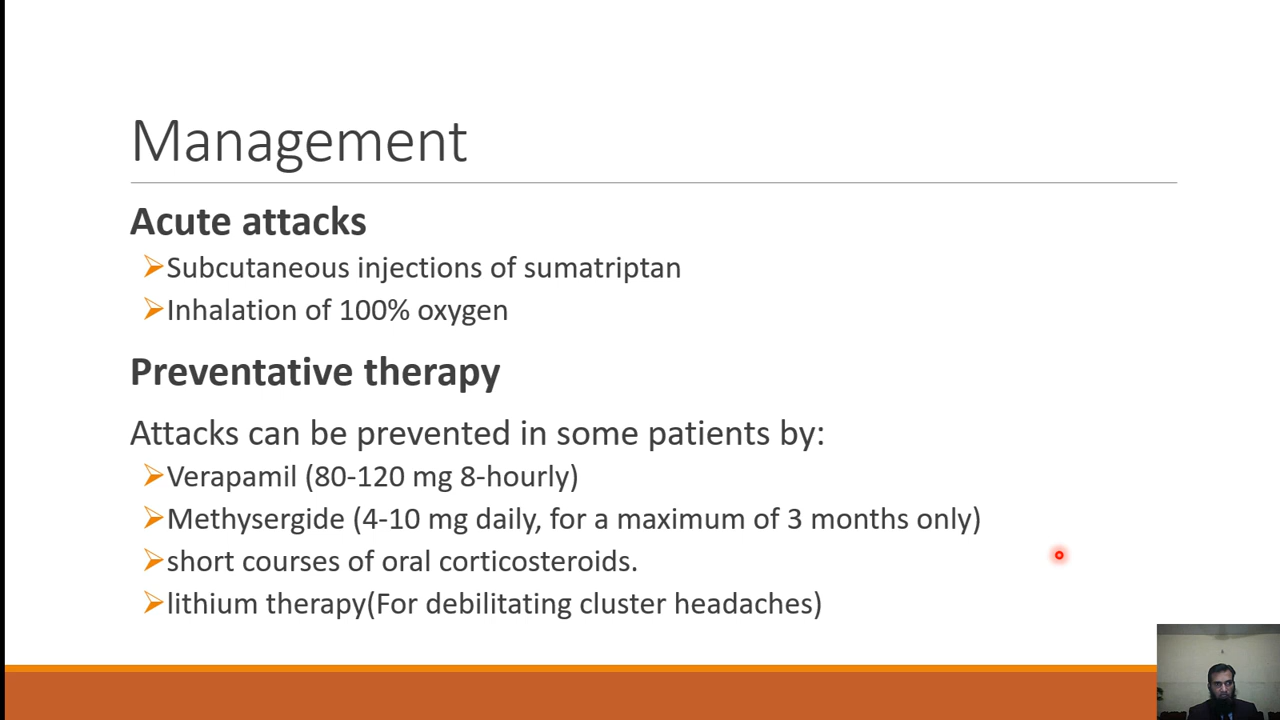 Management
Acute attacks
Subcutaneous injections of sumatriptan
Inhalation of 100% oxygen
Preventative therapy
Attacks can be prevented in some patients by:
Verapamil (80-120 mg 8-hourly)
Methysergide (4-10 mg daily, for a maximum of 3 months only)
short courses of oral corticosteroids.
lithium therapy(For debilitating cluster headaches)